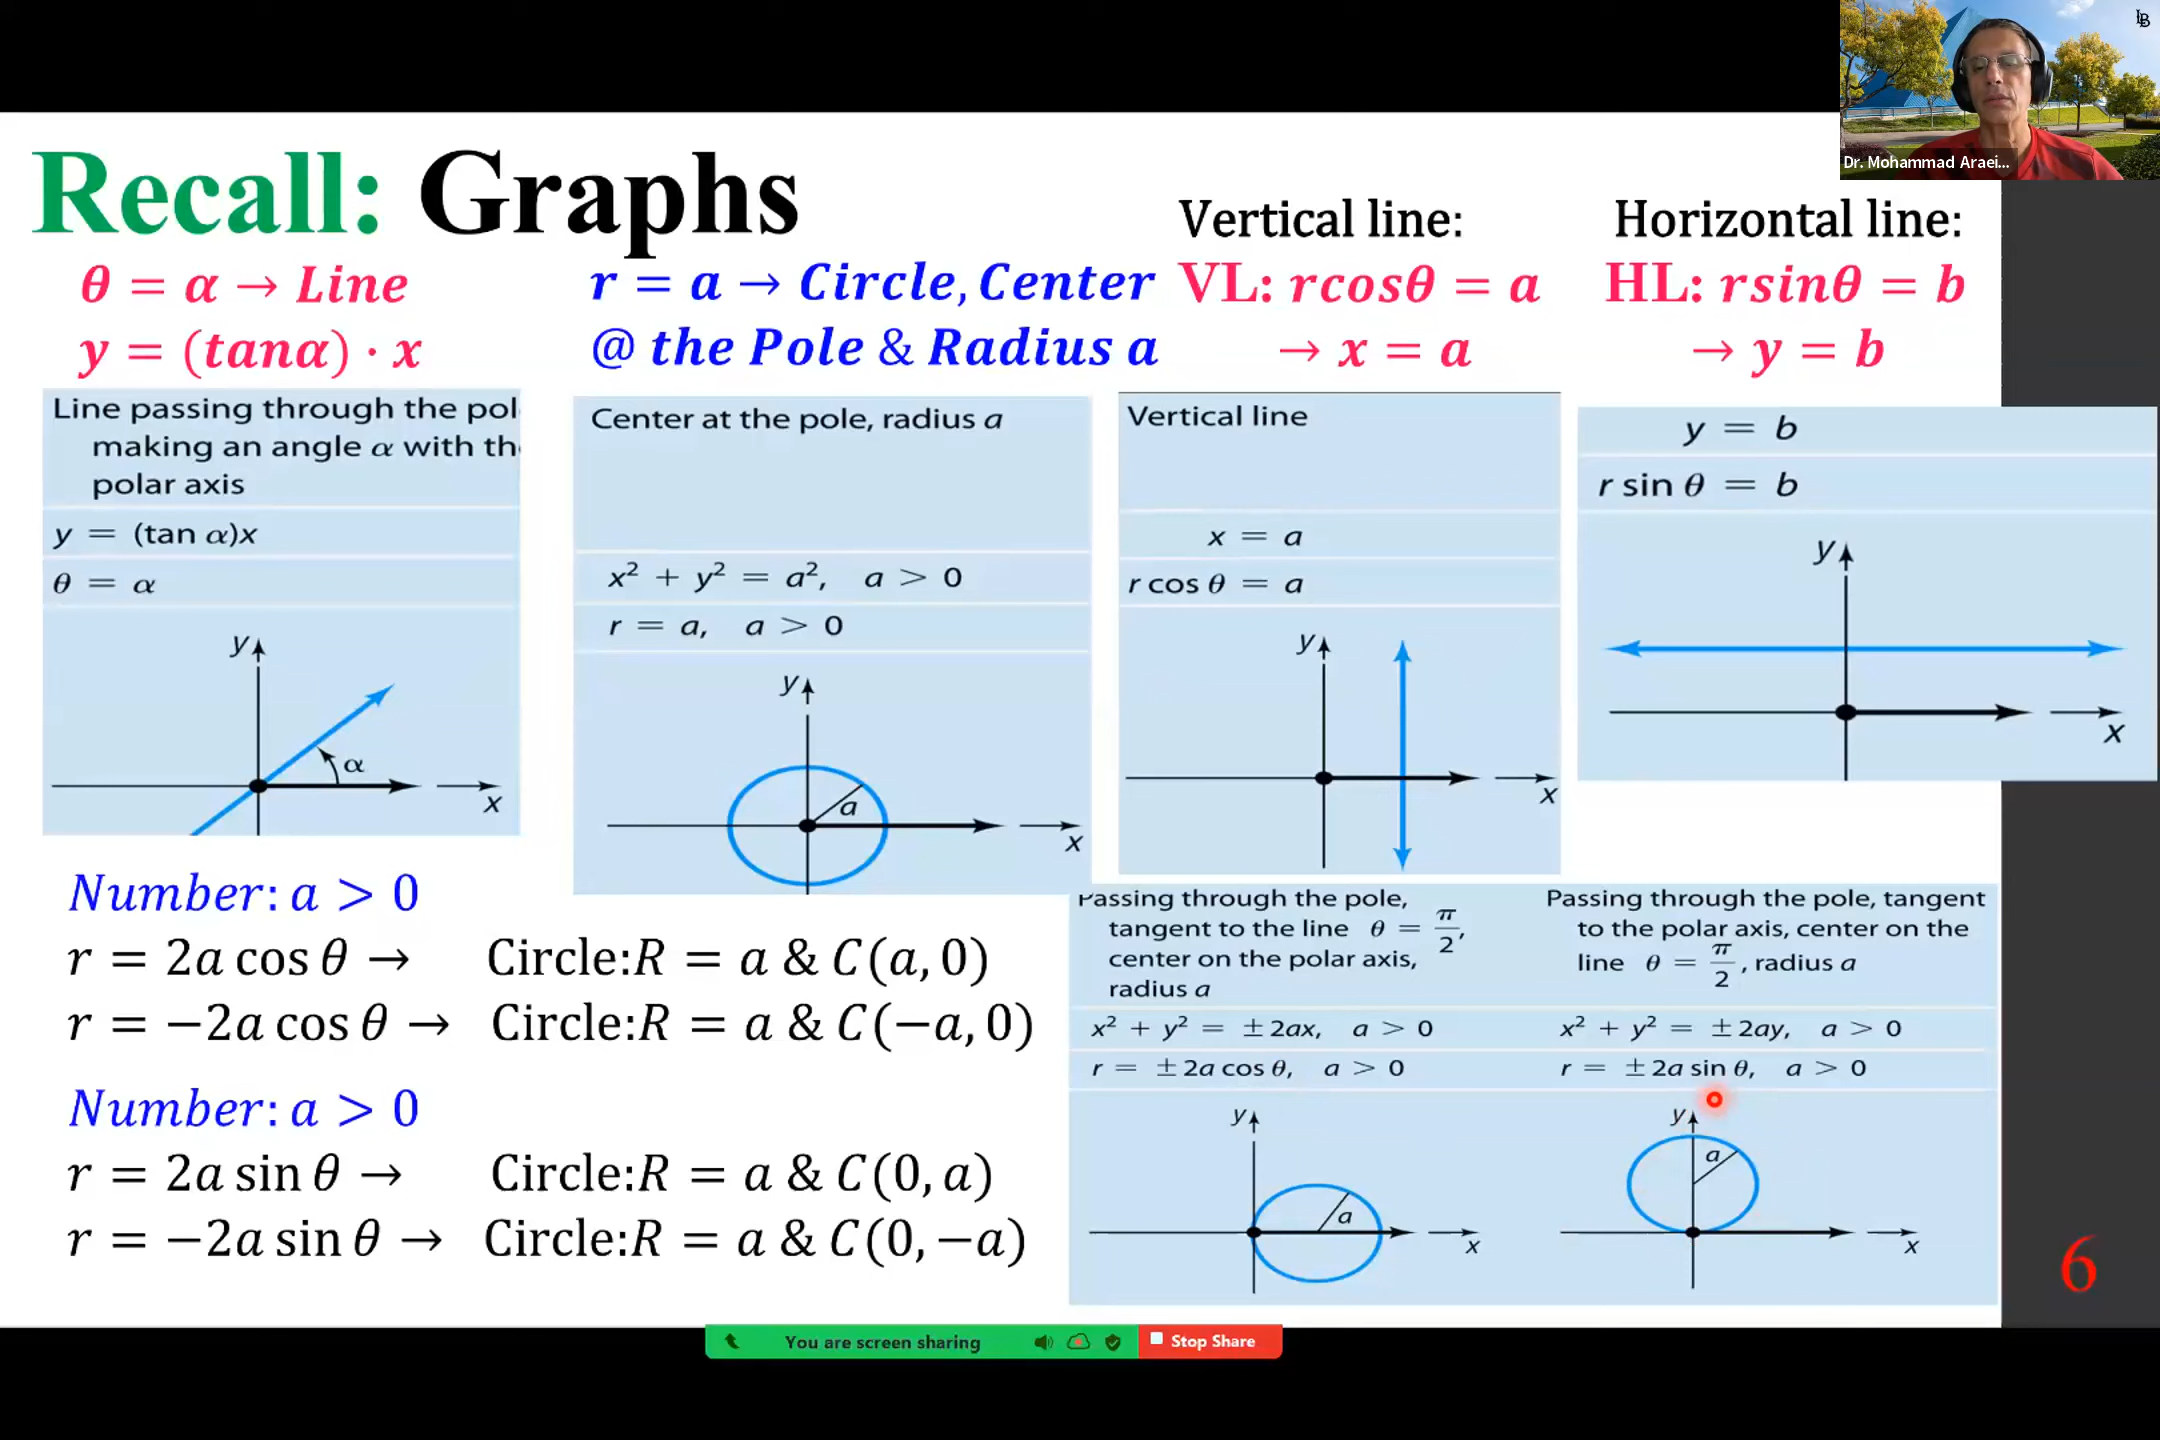 Dr. Mohammad Araei...
Recall: Graphs
θ = α → Line
y = (tanα) · x
r = a → Circle, Center
@ the Pole & Radius a
Vertical line:
VL: rcosθ = a
→ x = a
Horizontal line:
HL: rsinθ = b
→ y = b
Line passing through the pol
making an angle α with th
polar axis
y = (tan α)x
θ = α
y
α
x
Center at the pole, radius a
x² + y² = a², a > 0
r = a, a > 0
y
a
x
Vertical line
x = a
r cos θ = a
y
x
y = b
r sin θ = b
y
x
Number: a > 0
r = 2a cos θ → Circle:R = a & C(a, 0)
r = −2a cos θ → Circle:R = a & C(−a, 0)
Number: a > 0
r = 2a sin θ → Circle:R = a & C(0, a)
r = −2a sin θ → Circle:R = a & C(0, −a)
Passing through the pole,
tangent to the line θ = π/2,
center on the polar axis,
radius a
x² + y² = ±2ax, a > 0
r = ±2a cos θ, a > 0
y
a
x
Passing through the pole, tangent
to the polar axis, center on the
line θ = π/2, radius a
x² + y² = ±2ay, a > 0
r = ±2a sin θ, a > 0
y
a
x
6
You are screen sharing
Stop Share